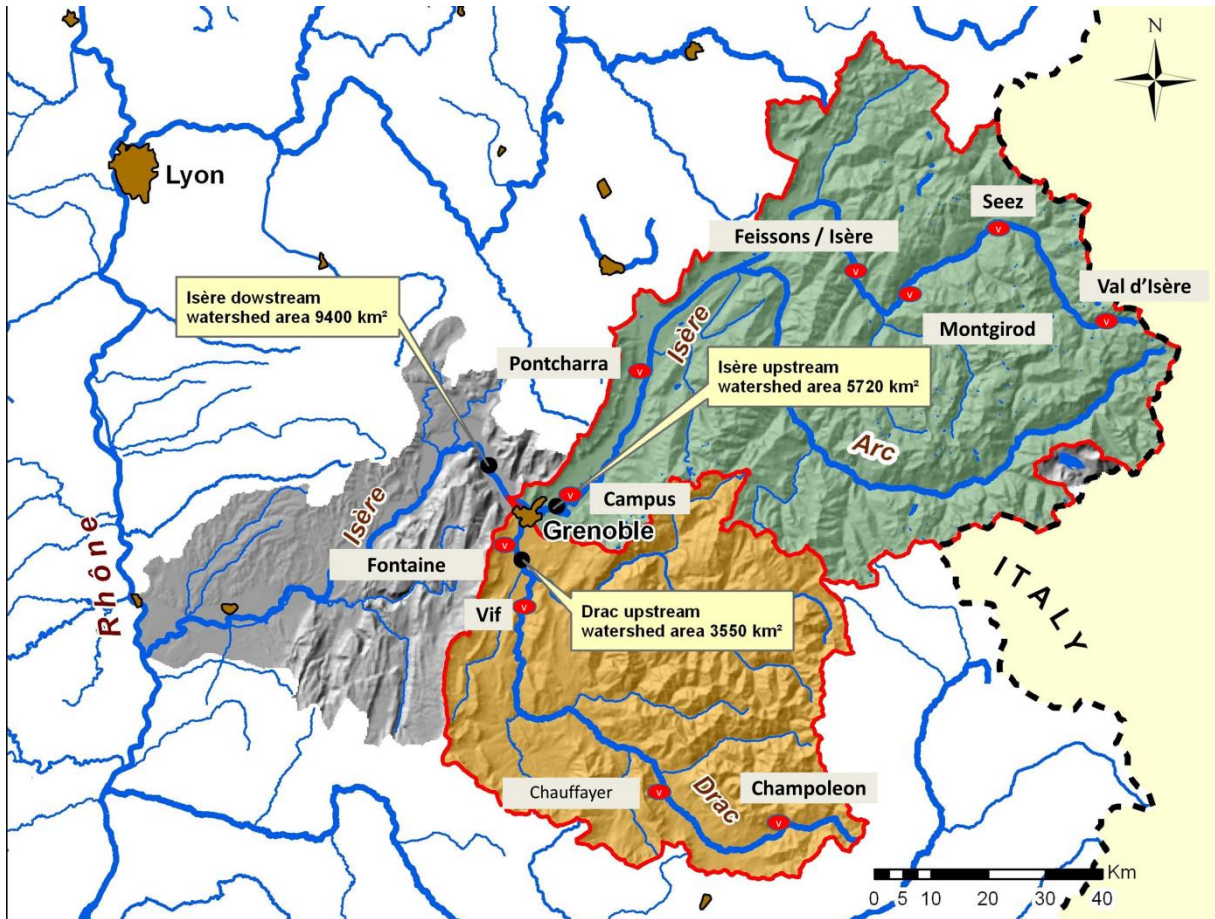 N
Lyon
Seez
Feissons / Isère
Val d'Isère
Isère dowstream
watershed area 9400 km²
Montgirod
Isère
Pontcharra
Isère upstream
watershed area 5720 km²
Arc
Isère
Campus
Grenoble
Rhône
Fontaine
ITALY
Vif
Drac upstream
watershed area 3550 km²
Chauffayer
Drac
Champoleon
Km
0 5 10 20 30 40
v
v
v
v
v
v
v
v
v
v